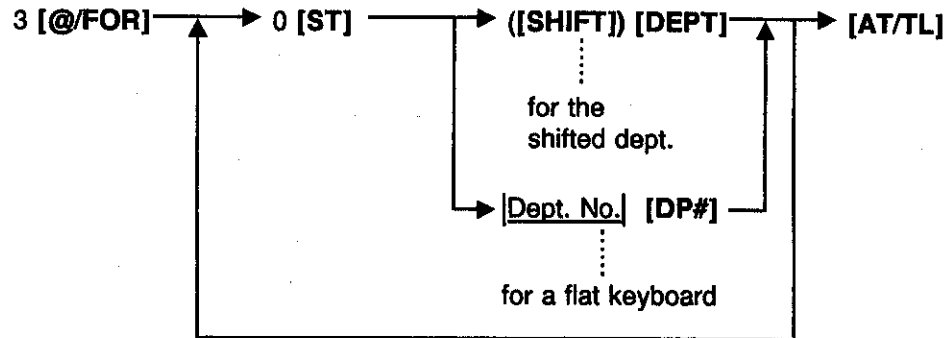 3 [@/FOR] 0 [ST] ([SHIFT]) [DEPT] [AT/TL]
for the
shifted dept.
|Dept. No.| [DP#]
for a flat keyboard